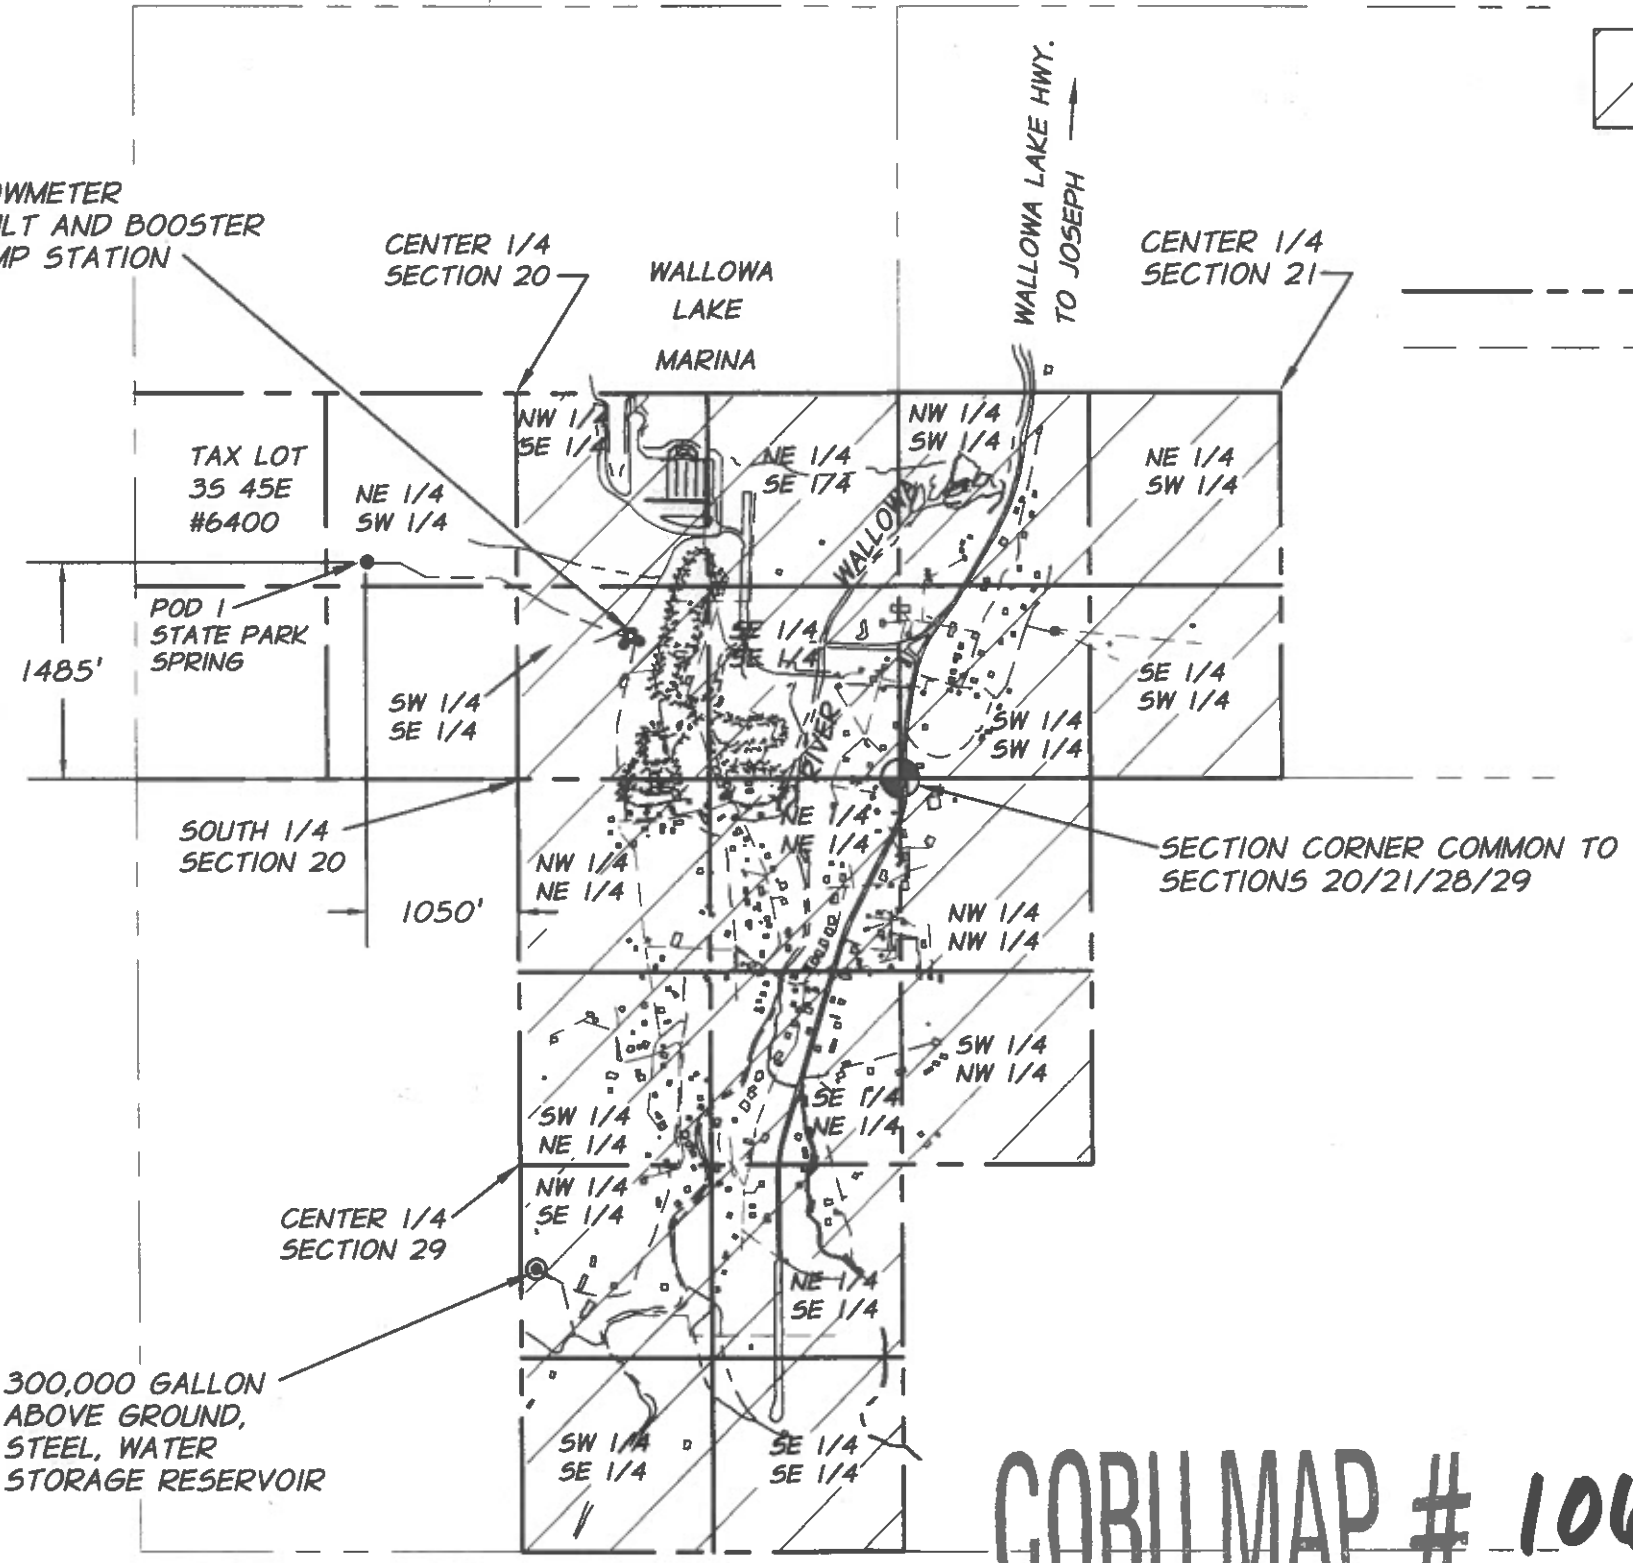 WALLOWA LAKE HWY.
TO JOSEPH
MP STATION
LT AND BOOSTER
OWMETER
CENTER 1/4
SECTION 20
WALLOWA
LAKE
MARINA
CENTER 1/4
SECTION 21
TAX LOT
3S 45E
#6400
NE 1/4
SW 1/4
NW 1/4
SE 1/4
NE 1/4
SE 1/4
NW 1/4
SW 1/4
NE 1/4
SW 1/4
WALLOWA
RIVER
POD 1
STATE PARK
SPRING
1485'
SW 1/4
SE 1/4
SE 1/4
SE 1/4
SW 1/4
SW 1/4
SE 1/4
SW 1/4
SOUTH 1/4
SECTION 20
1050'
NW 1/4
NE 1/4
NE 1/4
NE 1/4
SECTION CORNER COMMON TO
SECTIONS 20/21/28/29
NW 1/4
NW 1/4
SW 1/4
NE 1/4
SE 1/4
NE 1/4
SW 1/4
NW 1/4
CENTER 1/4
SECTION 29
NW 1/4
SE 1/4
NE 1/4
SE 1/4
300,000 GALLON
ABOVE GROUND,
STEEL, WATER
STORAGE RESERVOIR
SW 1/4
SE 1/4
SE 1/4
SE 1/4
COBU MAP # 106